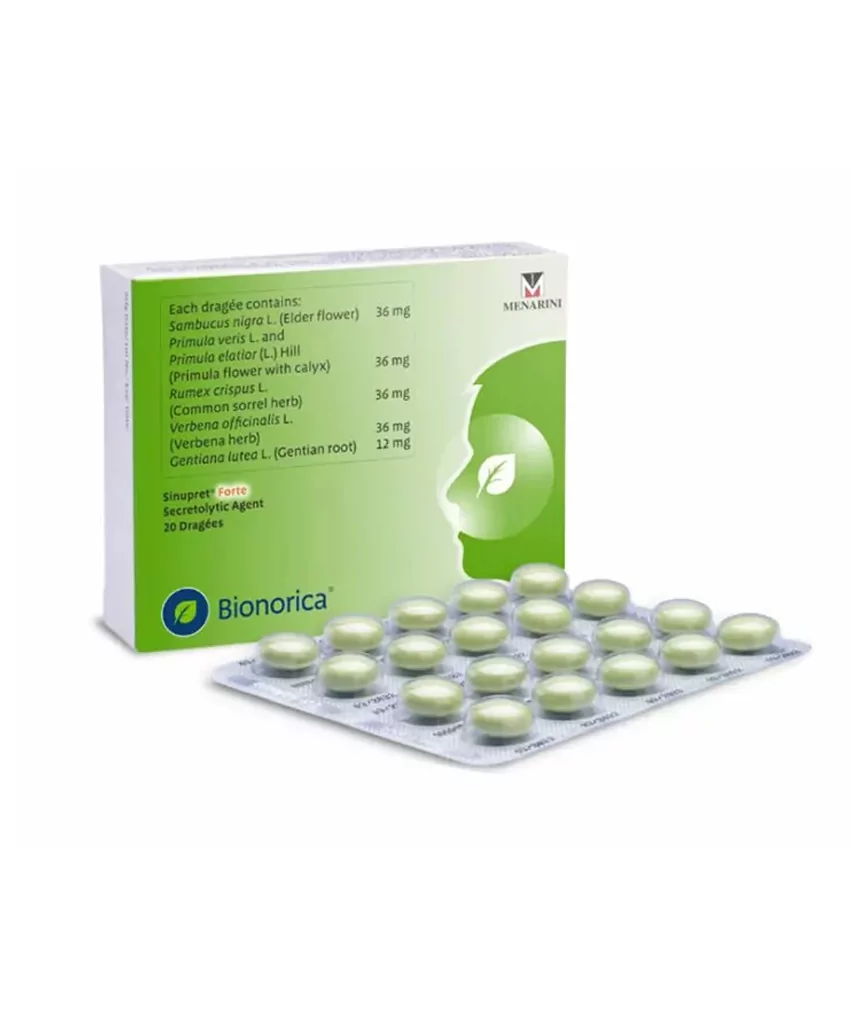 Each dragée contains:
Sambucus nigra L. (Elder flower) 36 mg
Primula veris L. and
Primula elatior (L.) Hill
(Primula flower with calyx) 36 mg
Rumex crispus L.
(Common sorrel herb) 36 mg
Verbena officinalis L.
(Verbena herb) 36 mg
Gentiana lutea L. (Gentian root) 12 mg
Sinupret® Forte
Secretolytic Agent
20 Dragées
Bionorica®
MENARINI